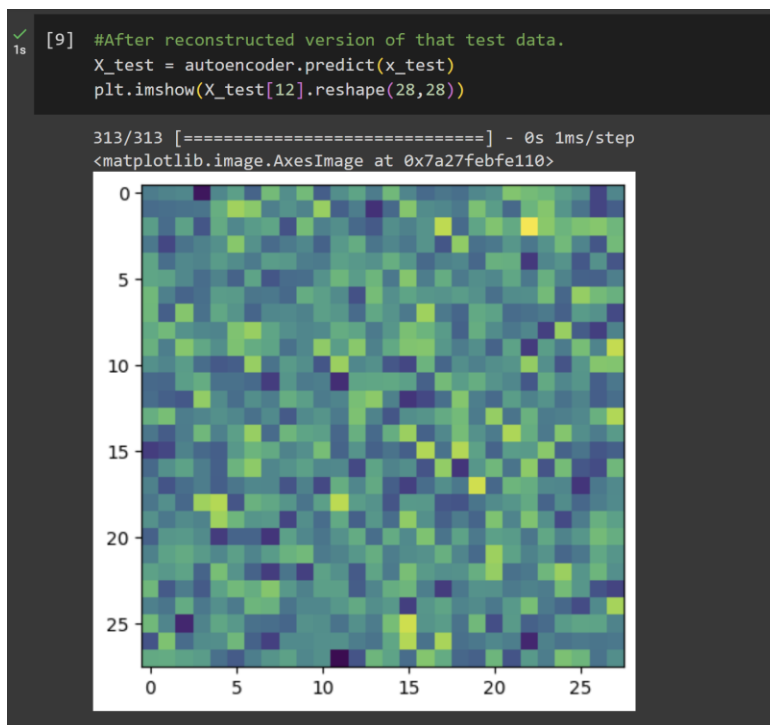 [9] #After reconstructed version of that test data.
1s
X_test = autoencoder.predict(x_test)
plt.imshow(X_test[12].reshape(28,28))
313/313 [==============================] - 0s 1ms/step
<matplotlib.image.AxesImage at 0x7a27febfe110>
0
5
10
15
20
25
0 5 10 15 20 25